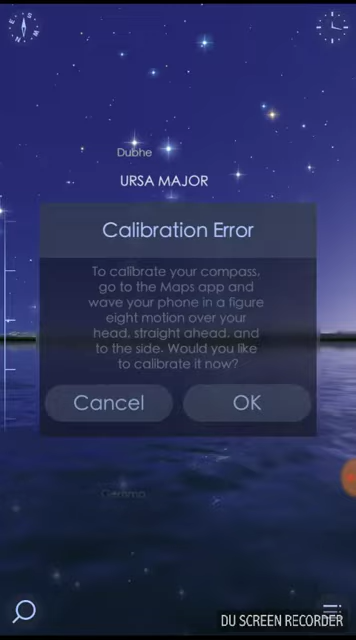 Dubhe
URSA MAJOR
Calibration Error
To calibrate your compass,
go to the Maps app and
wave your phone in a figure
eight motion over your
head, straight ahead, and
to the side. Would you like
to calibrate it now?
Cancel
OK
DU SCREEN RECORDER